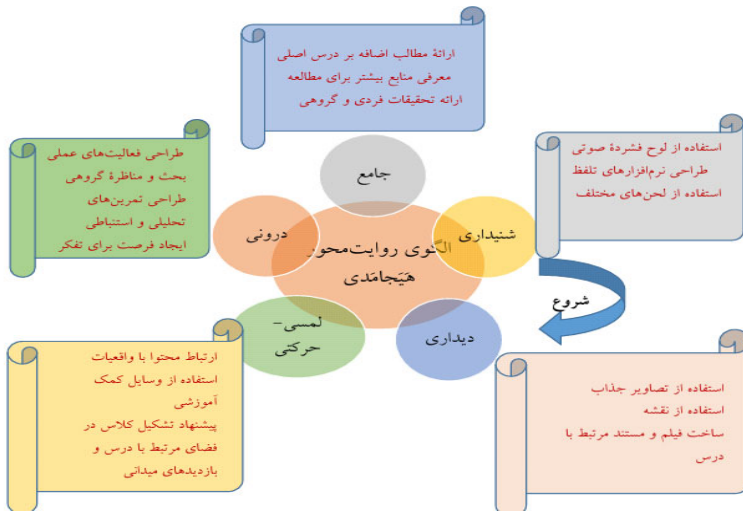 ارائهٔ مطالب اضافه بر درس اصلی
معرفی منابع بیشتر برای مطالعه
ارائه تحقیقات فردی و گروهی
استفاده از لوح فشردهٔ صوتی
طراحی نرم‌افزارهای تلفظ
استفاده از لحن‌های مختلف
طراحی فعالیت‌های عملی
بحث و مناظرهٔ گروهی
طراحی تمرین‌های
تحلیلی و استنباطی
ایجاد فرصت برای تفکر
جامع
شنیداری
درونی
الگوی روایت‌محور
هَیَجامَدی
شروع
دیداری
لمسی-
حرکتی
استفاده از تصاویر جذاب
استفاده از نقشه
ساخت فیلم و مستند مرتبط با
درس
ارتباط محتوا با واقعیات
استفاده از وسایل کمک
آموزشی
پیشنهاد تشکیل کلاس در
فضای مرتبط با درس و
بازدیدهای میدانی